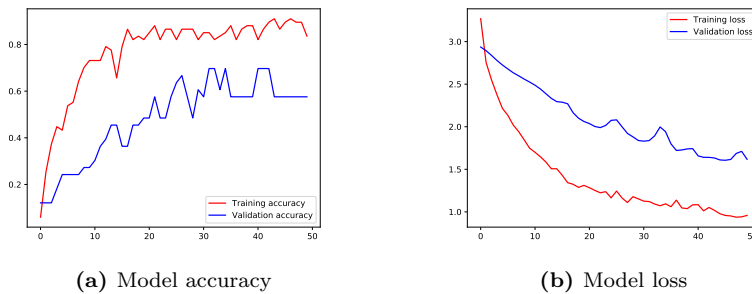 0.8
0.6
0.4
0.2
0 10 20 30 40 50
Training accuracy
Validation accuracy
(a) Model accuracy
3.0
2.5
2.0
1.5
1.0
0 10 20 30 40 5
Training loss
Validation loss
(b) Model loss